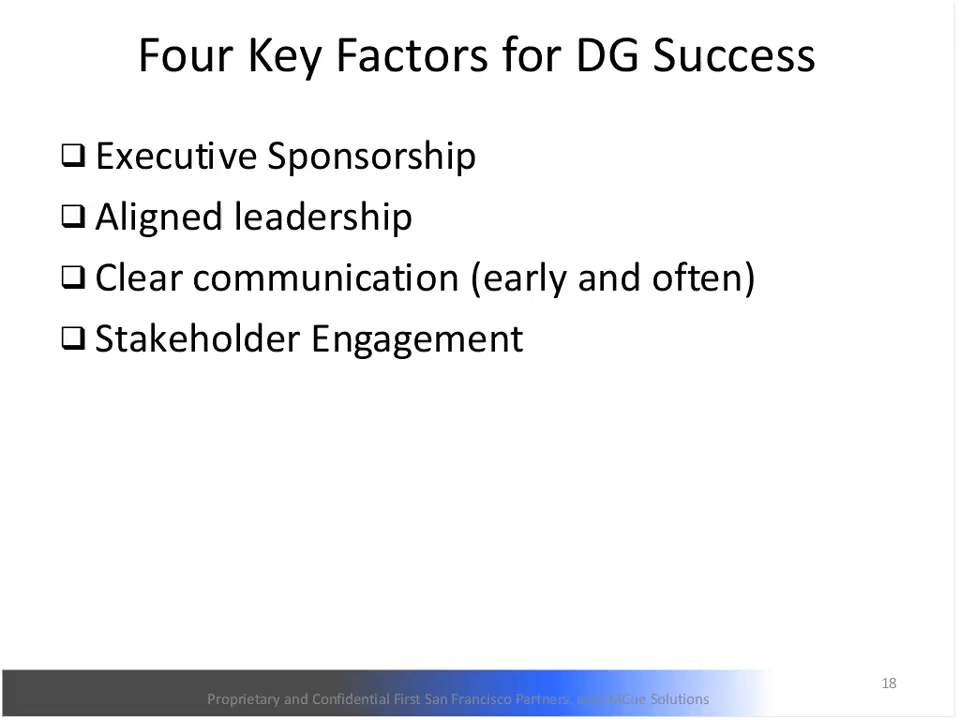 Four Key Factors for DG Success
Executive Sponsorship
Aligned leadership
Clear communication (early and often)
Stakeholder Engagement
18
Proprietary and Confidential First San Francisco Partners, and IMCue Solutions